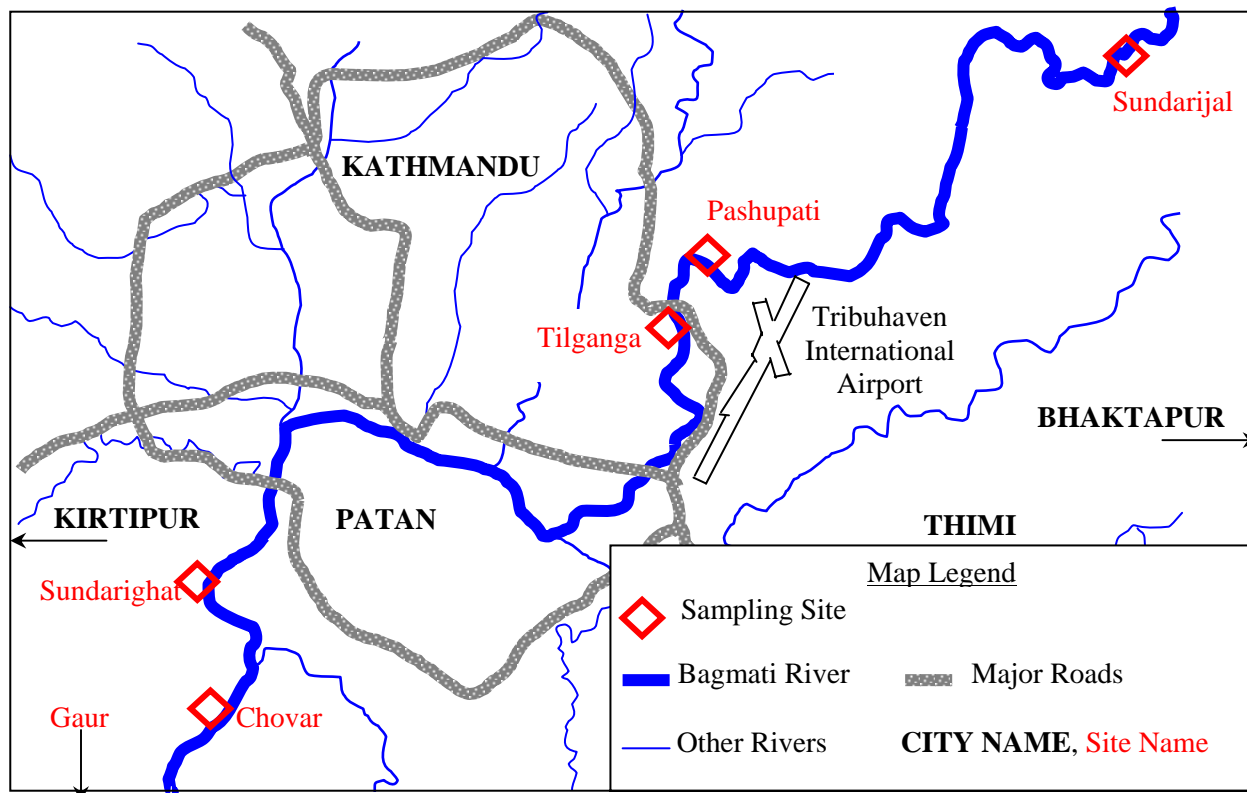 Sundarijal
KATHMANDU
Pashupati
Tilganga
Tribuhaven
International
Airport
BHAKTAPUR
KIRTIPUR
PATAN
THIMI
Sundarighat
Gaur
Chovar
Map Legend
Sampling Site
Bagmati River
Major Roads
Other Rivers
CITY NAME, Site Name